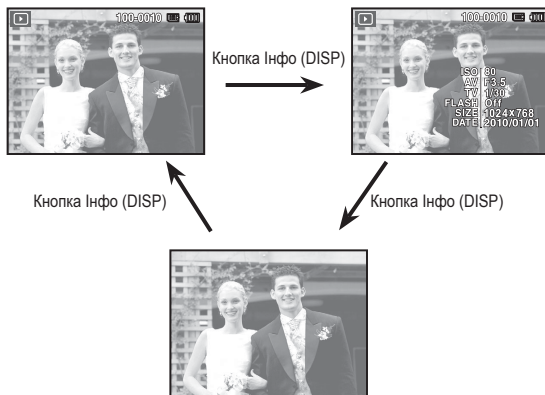 100-0010
100-0010
Кнопка Інфо (DISP)
ISO 80
AV F3.5
TV 1/30
FLASH Off
SIZE 1024X768
DATE 2010/01/01
Кнопка Інфо (DISP)
Кнопка Інфо (DISP)